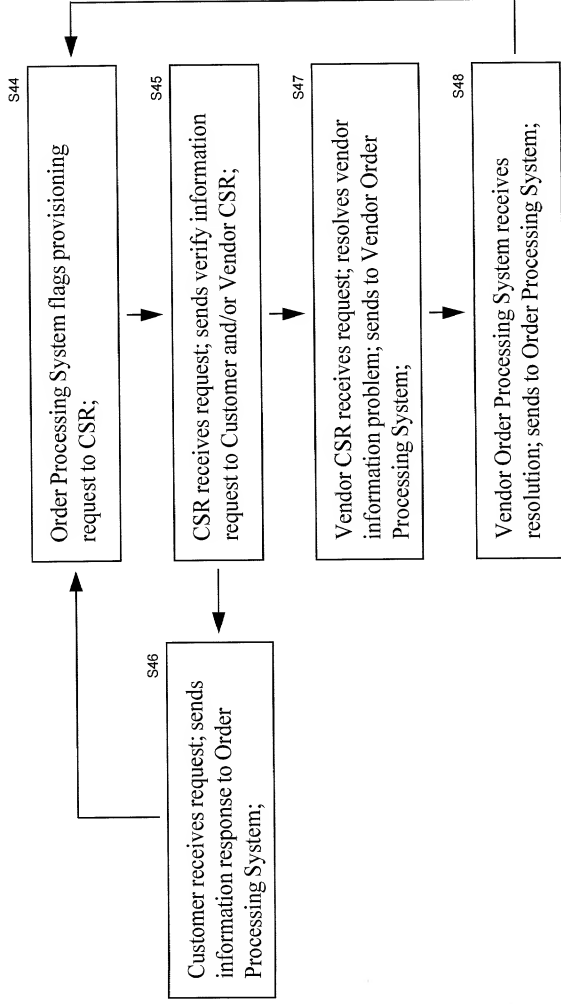 S44
Order Processing System flags provisioning
request to CSR;
S45
CSR receives request; sends verify information
request to Customer and/or Vendor CSR;
S46
Customer receives request; sends
information response to Order
Processing System;
S47
Vendor CSR receives request; resolves vendor
information problem; sends to Vendor Order
Processing System;
S48
Vendor Order Processing System receives
resolution; sends to Order Processing System;